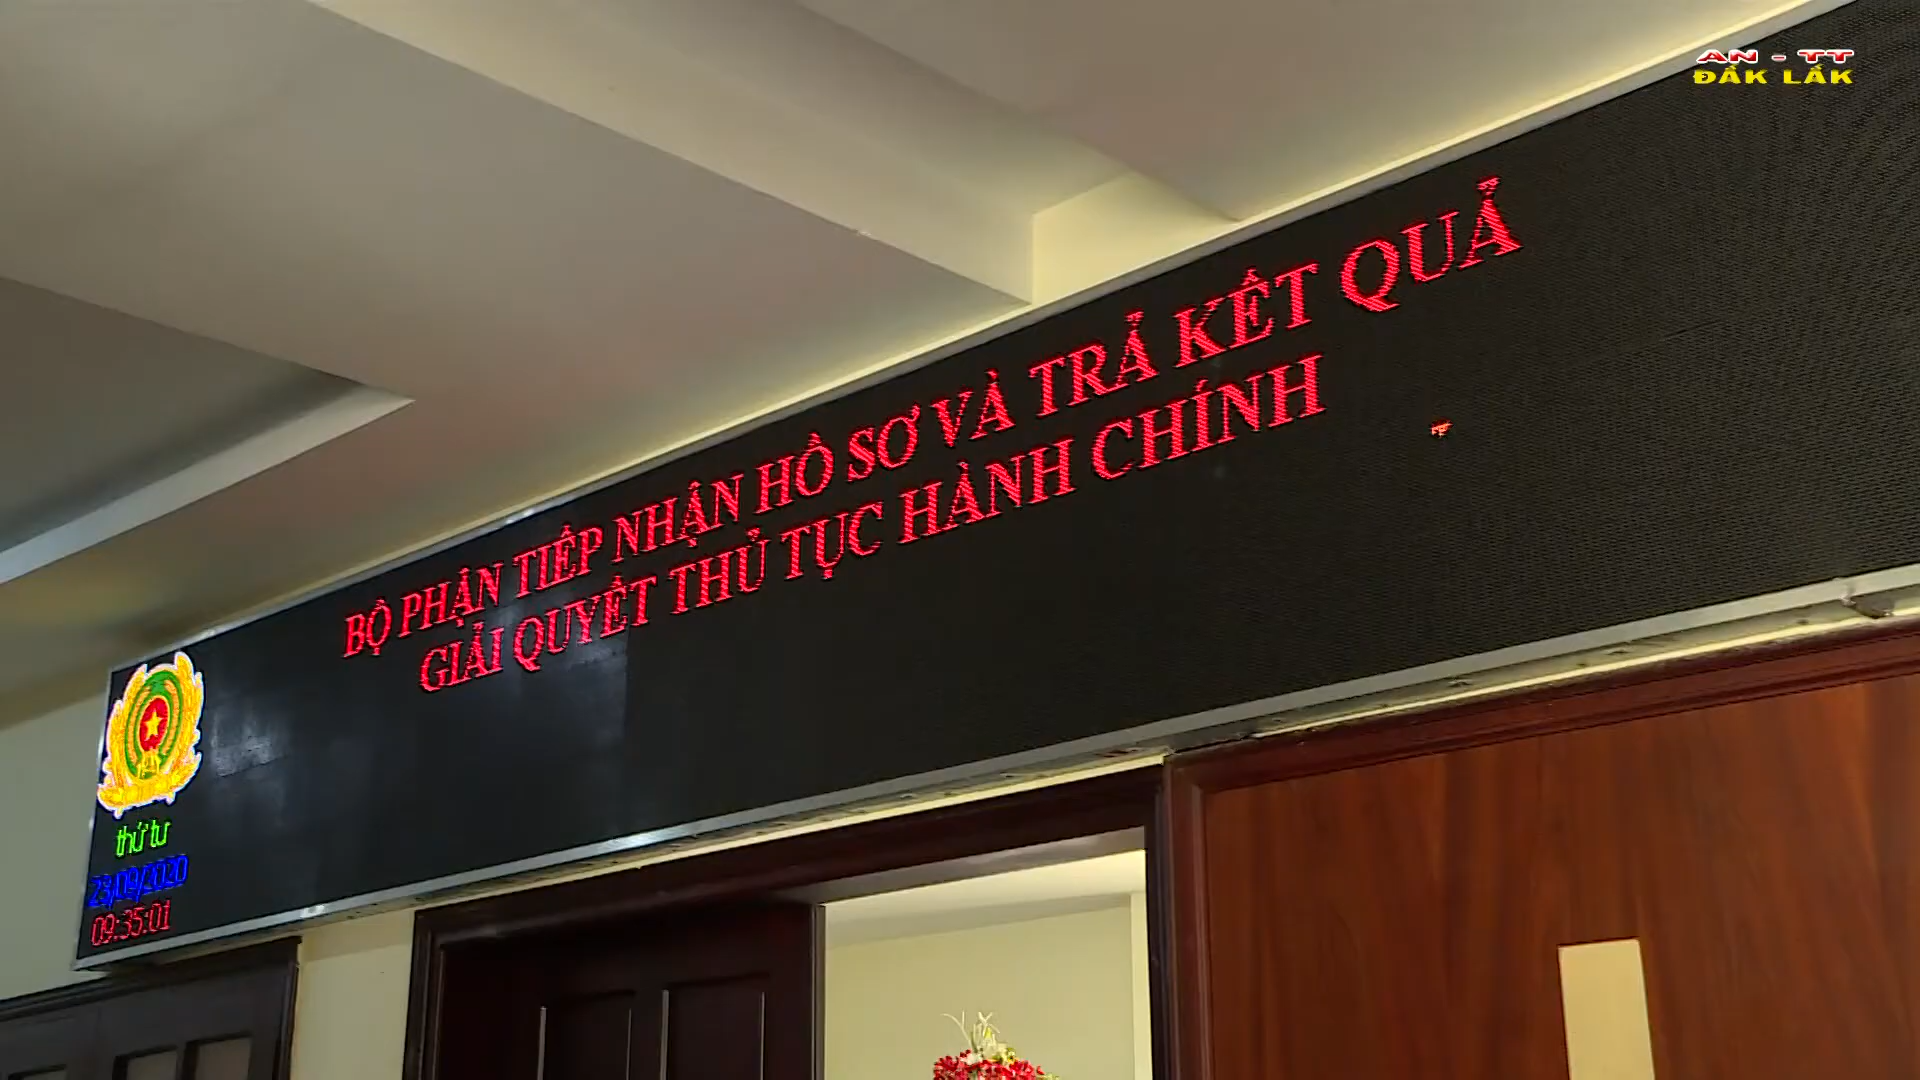 AN - TT
ĐẮK LẮK
BỘ PHẬN TIẾP NHẬN HỒ SƠ VÀ TRẢ KẾT QUẢ
GIẢI QUYẾT THỦ TỤC HÀNH CHÍNH
thứ tư
23/09/2020
09:35:01